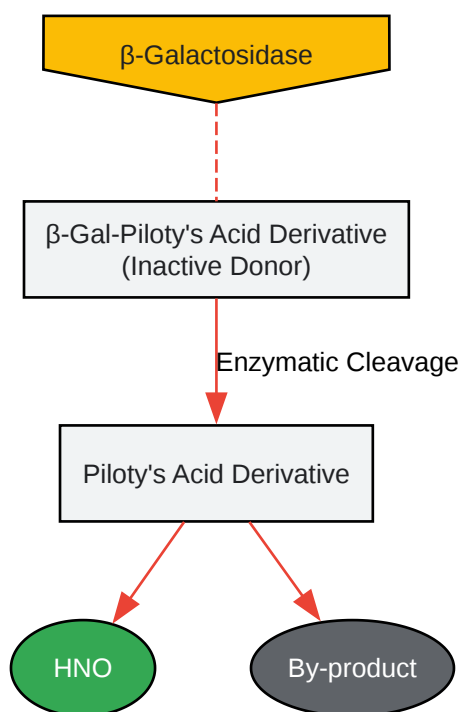 β-Galactosidase
β-Gal-Piloty's Acid Derivative
(Inactive Donor)
Enzymatic Cleavage
Piloty's Acid Derivative
HNO
By-product